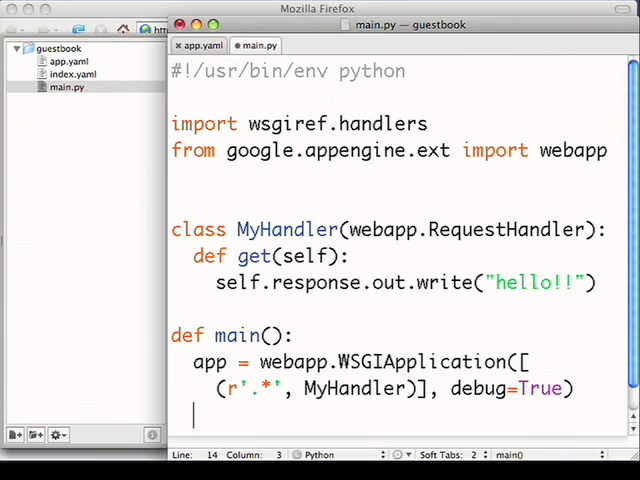 Mozilla Firefox
main.py — guestbook
http
guestbook
app.yaml
index.yaml
main.py
app.yaml
main.py
#!/usr/bin/env python
import wsgiref.handlers
from google.appengine.ext import webapp
class MyHandler(webapp.RequestHandler):
def get(self):
self.response.out.write("hello!!")
def main():
app = webapp.WSGIApplication([
(r'.*', MyHandler)], debug=True)
Line: 14 Column: 3 Python Soft Tabs: 2 main()